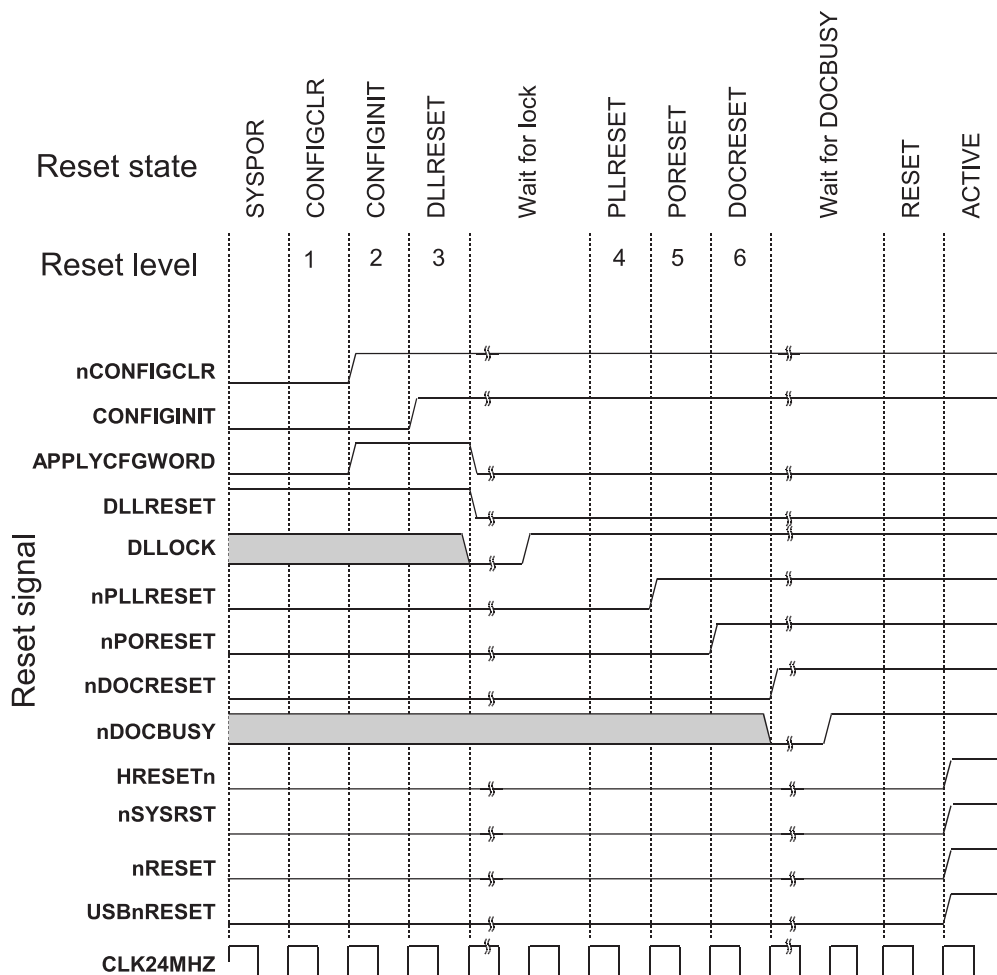 Reset state
SYSPOR
CONFIGCLR
CONFIGINIT
DLLRESET
Wait for lock
PLLRESET
PORESET
DOCRESET
Wait for DOCBUSY
RESET
ACTIVE
Reset level
1
2
3
4
5
6
Reset signal
nCONFIGCLR
CONFIGINIT
APPLYCFGWORD
DLLRESET
DLLOCK
nPLLRESET
nPORESET
nDOCRESET
nDOCBUSY
HRESETn
nSYSRST
nRESET
USBnRESET
CLK24MHZ